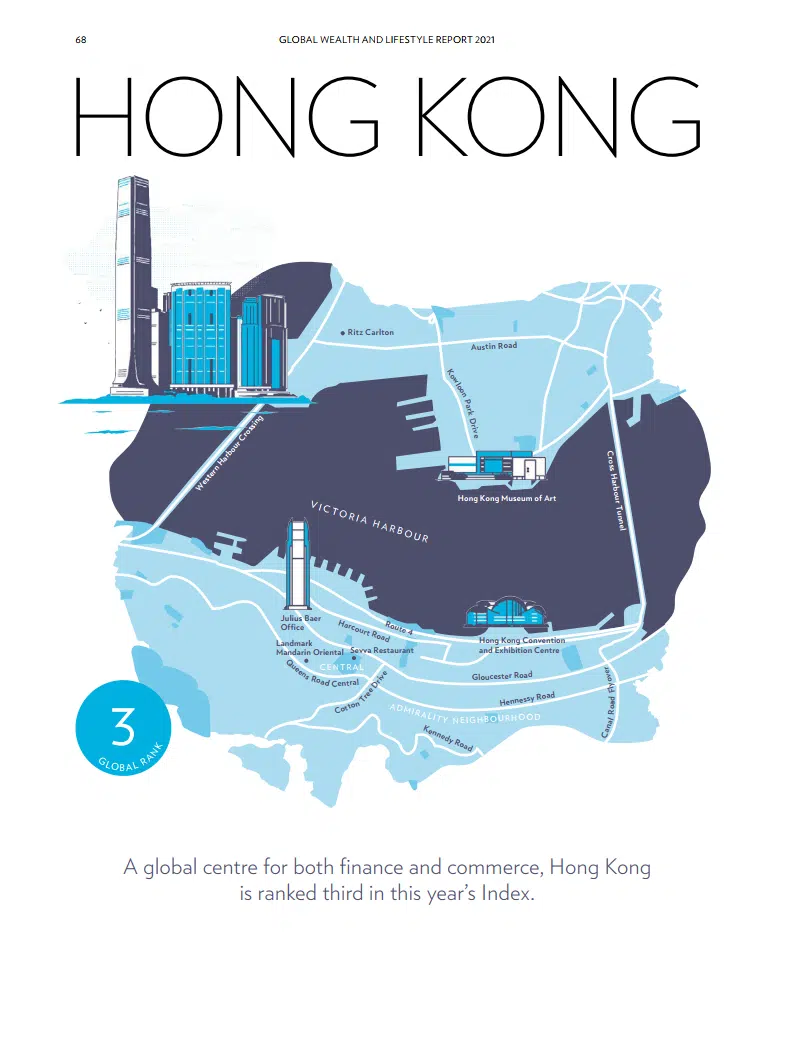 68
GLOBAL WEALTH AND LIFESTYLE REPORT 2021
HONG KONG
Ritz Carlton
Austin Road
Kowloon Park Drive
Western Harbour Crossing
Cross Harbour Tunnel
Hong Kong Museum of Art
VICTORIA HARBOUR
Julius Baer
Office
Route 4
Harcourt Road
Hong Kong Convention
and Exhibition Centre
Landmark
Mandarin Oriental
Sevva Restaurant
CENTRAL
Queens Road Central
Gloucester Road
Cotton Tree Drive
Hennessy Road
Canal Road Flyover
ADMIRALITY NEIGHBOURHOOD
Kennedy Road
3
GLOBAL RANK
A global centre for both finance and commerce, Hong Kong
is ranked third in this year's Index.